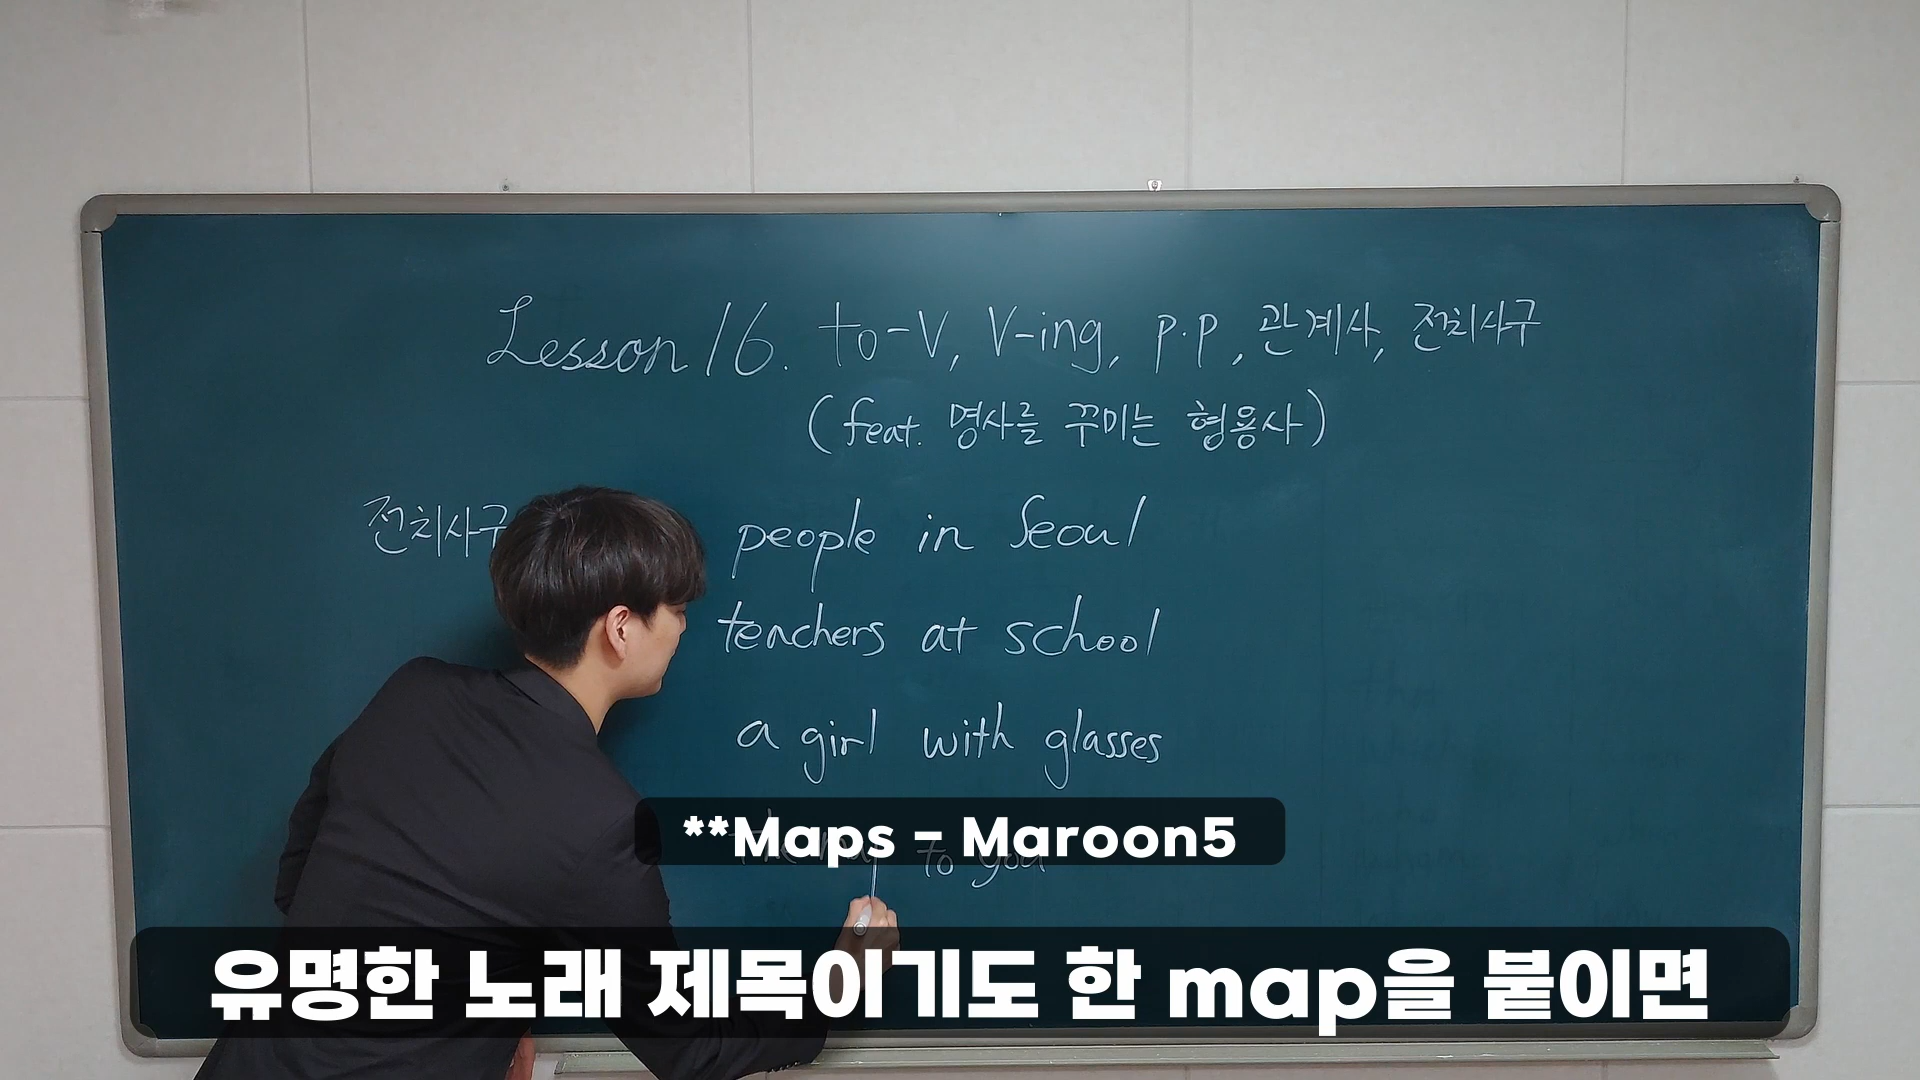 Lesson 16. to-V, V-ing, p.p, 관계사, 전치사구
(feat. 명사를 꾸미는 형용사)
전치사구
people in Seoul
teachers at school
a girl with glasses
**Maps - Maroon5
to you
유명한 노래 제목이기도 한 map을 붙이면